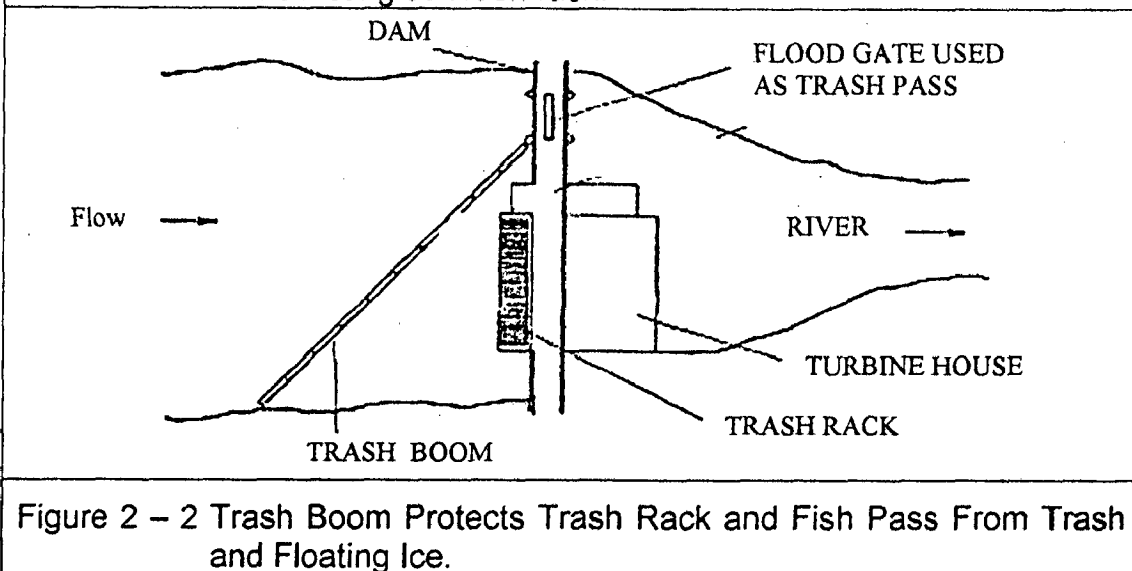 DAM
FLOOD GATE USED
AS TRASH PASS
Flow
RIVER
TURBINE HOUSE
TRASH RACK
TRASH BOOM
Figure 2 – 2 Trash Boom Protects Trash Rack and Fish Pass From Trash
and Floating Ice.